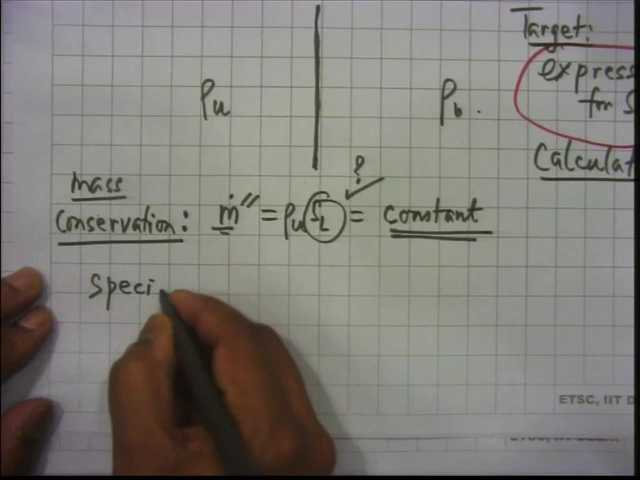 Target:
ρu
ρb.
express
for S
Calculat
?
mass
conservation: ṁ″ = ρu SL = constant
speci
ETSC, IIT D